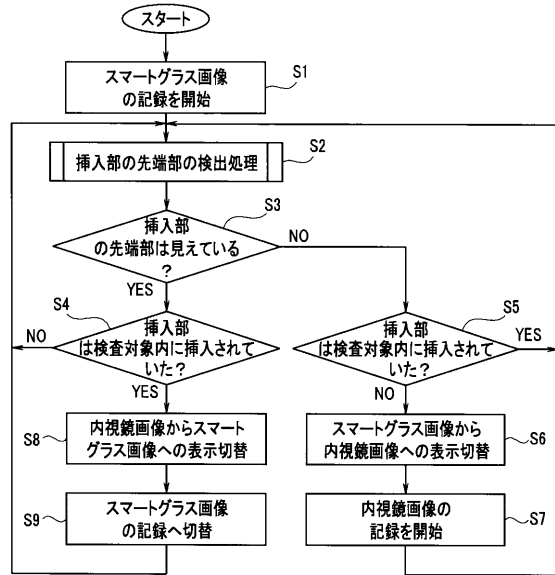 スタート
スマートグラス画像
の記録を開始
S1
挿入部の先端部の検出処理
S2
挿入部
の先端部は見えている
?
S3
NO
YES
S4
挿入部
は検査対象内に挿入されて
いた?
NO
YES
S5
挿入部
は検査対象内に挿入されて
いた?
YES
NO
S8
内視鏡画像からスマート
グラス画像への表示切替
スマートグラス画像から
内視鏡画像への表示切替
S6
S9
スマートグラス画像
の記録へ切替
内視鏡画像の
記録を開始
S7